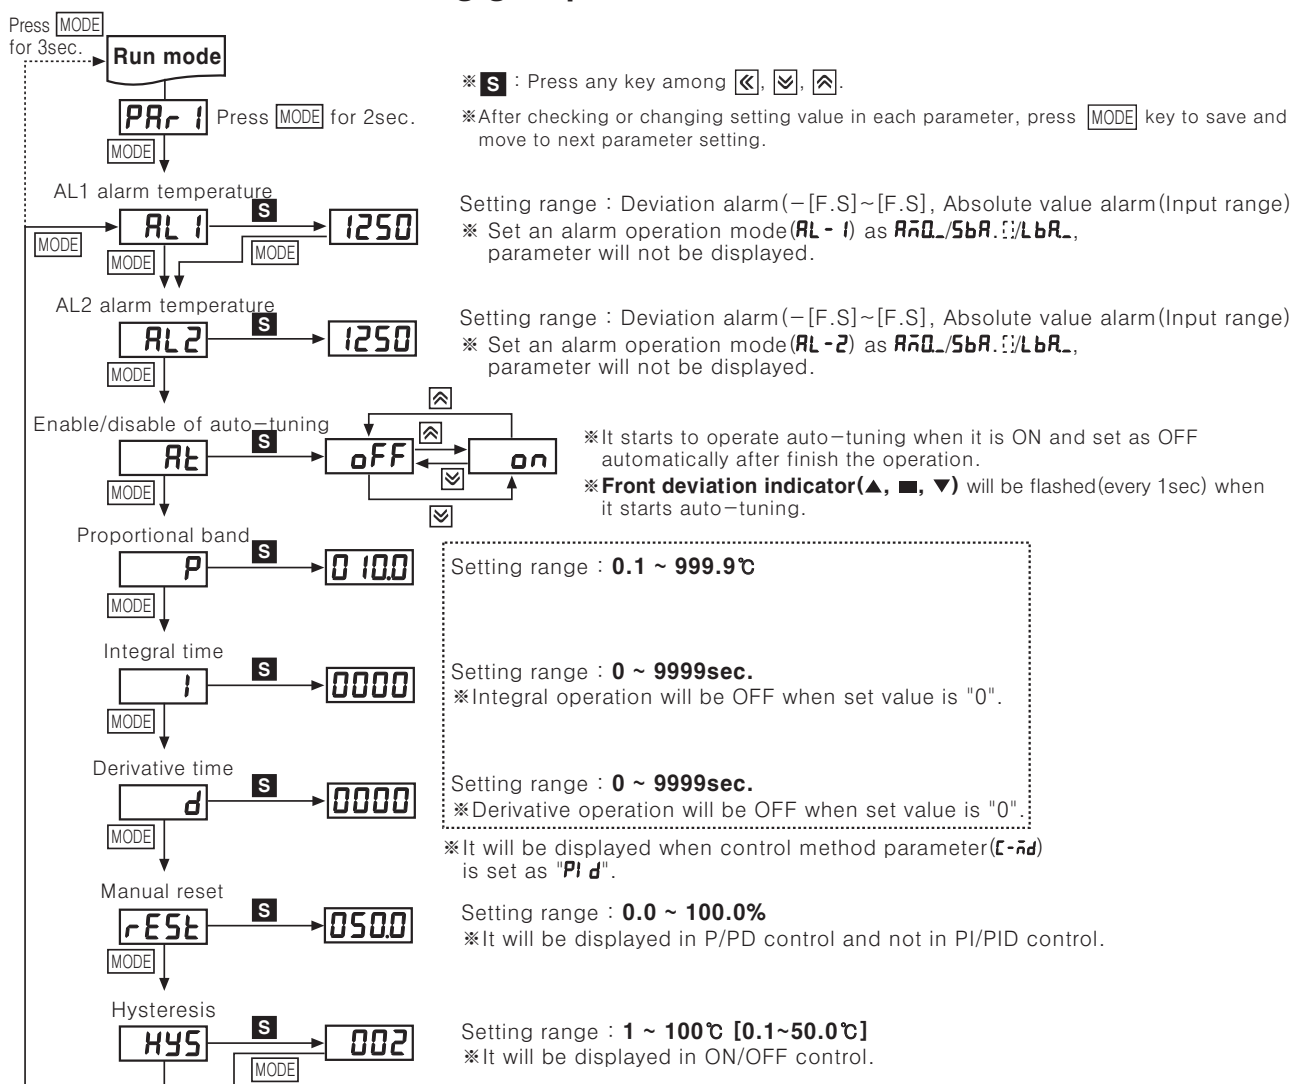 Press MODE
for 3sec.
Run mode
※ S : Press any key among «, , .
PAr1 Press MODE for 2sec.
※After checking or changing setting value in each parameter, press MODE key to save and
move to next parameter setting.
MODE
AL1 alarm temperature
AL1 S 1250
MODE
MODE
MODE
Setting range : Deviation alarm(-[F.S]~[F.S], Absolute value alarm(Input range)
※ Set an alarm operation mode(AL-1) as /SbA. /LbA_,
parameter will not be displayed.
AL2 alarm temperature
AL2 S 1250
MODE
Setting range : Deviation alarm(-[F.S]~[F.S], Absolute value alarm(Input range)
※ Set an alarm operation mode(AL-2) as /SbA. /LbA_,
parameter will not be displayed.
Enable/disable of auto-tuning
At S oFF on
MODE
※It starts to operate auto-tuning when it is ON and set as OFF
automatically after finish the operation.
※Front deviation indicator(▲, ■, ▼) will be flashed(every 1sec) when
it starts auto-tuning.
Proportional band
P S 010.0
MODE
Setting range : 0.1 ~ 999.9℃
Integral time
I S 0000
MODE
Setting range : 0 ~ 9999sec.
※Integral operation will be OFF when set value is "0".
Derivative time
d S 0000
MODE
Setting range : 0 ~ 9999sec.
※Derivative operation will be OFF when set value is "0".
※It will be displayed when control method parameter(C-md)
is set as "PId".
Manual reset
rESt S 050.0
MODE
Setting range : 0.0 ~ 100.0%
※It will be displayed in P/PD control and not in PI/PID control.
Hysteresis
HYS S 002
MODE
Setting range : 1 ~ 100℃ [0.1~50.0℃]
※It will be displayed in ON/OFF control.